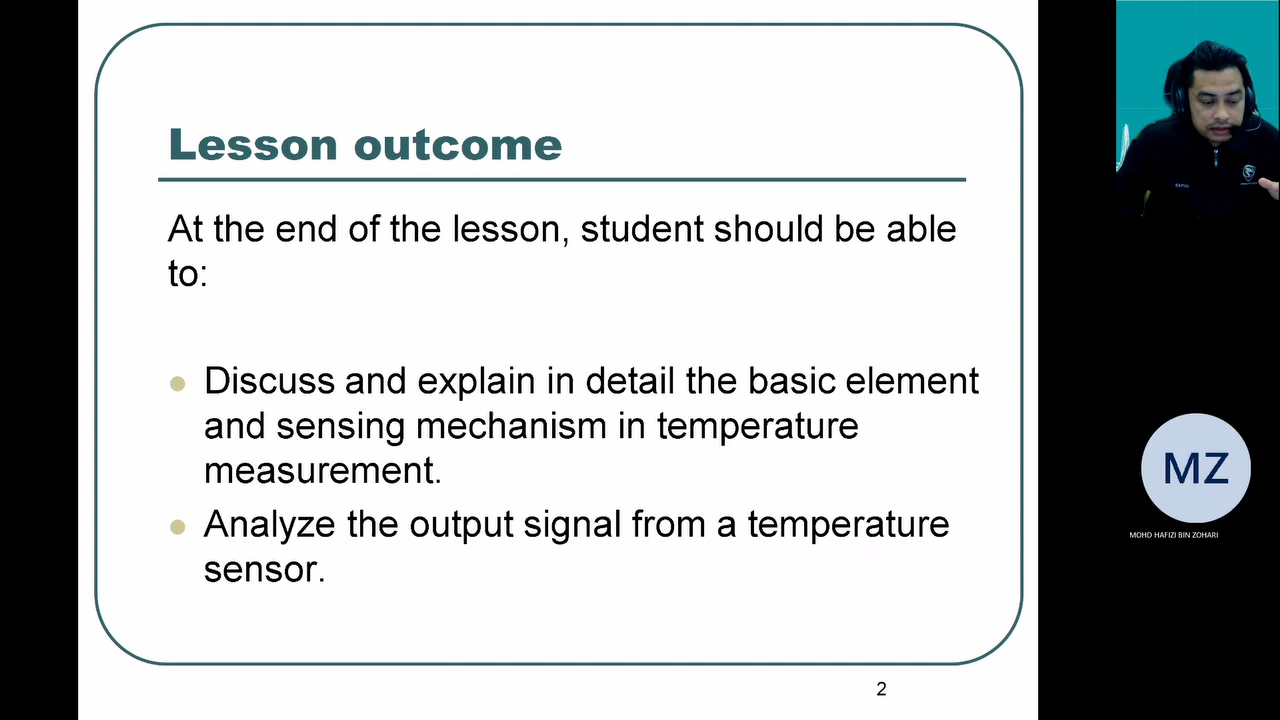 Lesson outcome
At the end of the lesson, student should be able
to:
Discuss and explain in detail the basic element
and sensing mechanism in temperature
measurement.
Analyze the output signal from a temperature
sensor.
2
MZ
MOHD HAFIZI BIN ZOHARI